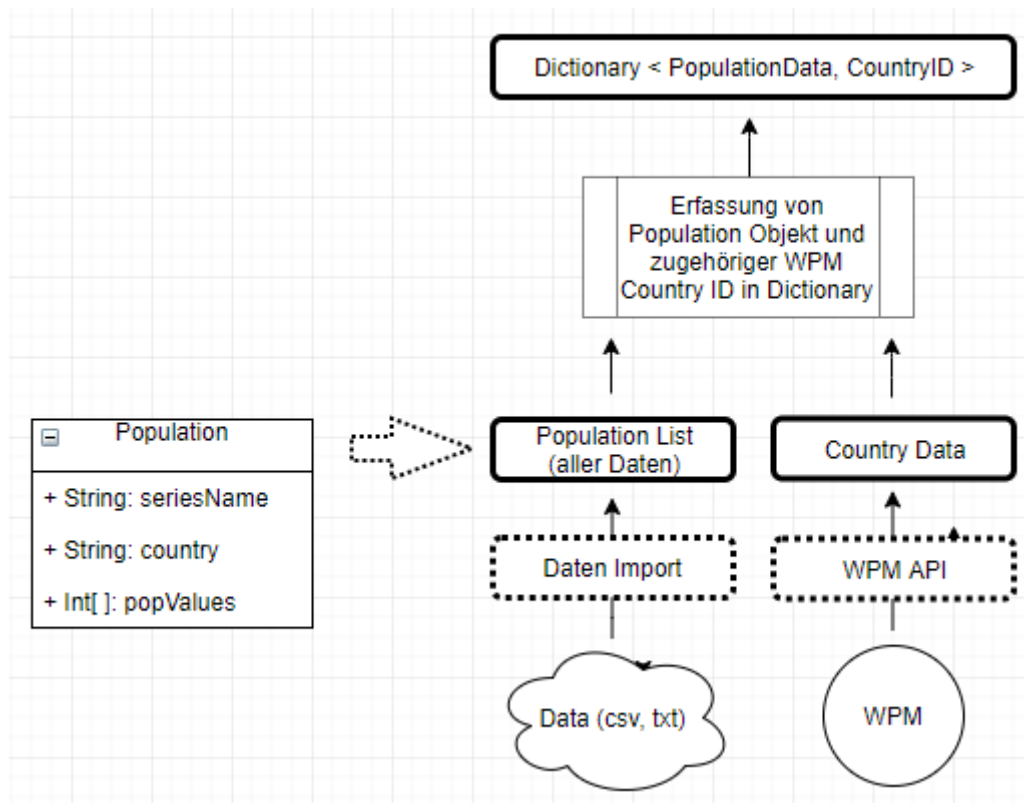 Dictionary < PopulationData, CountryID >
Erfassung von
Population Objekt und
zugehöriger WPM
Country ID in Dictionary
Population
+ String: seriesName
+ String: country
+ Int[ ]: popValues
Population List
(aller Daten)
Country Data
Daten Import
WPM API
Data (csv, txt)
WPM